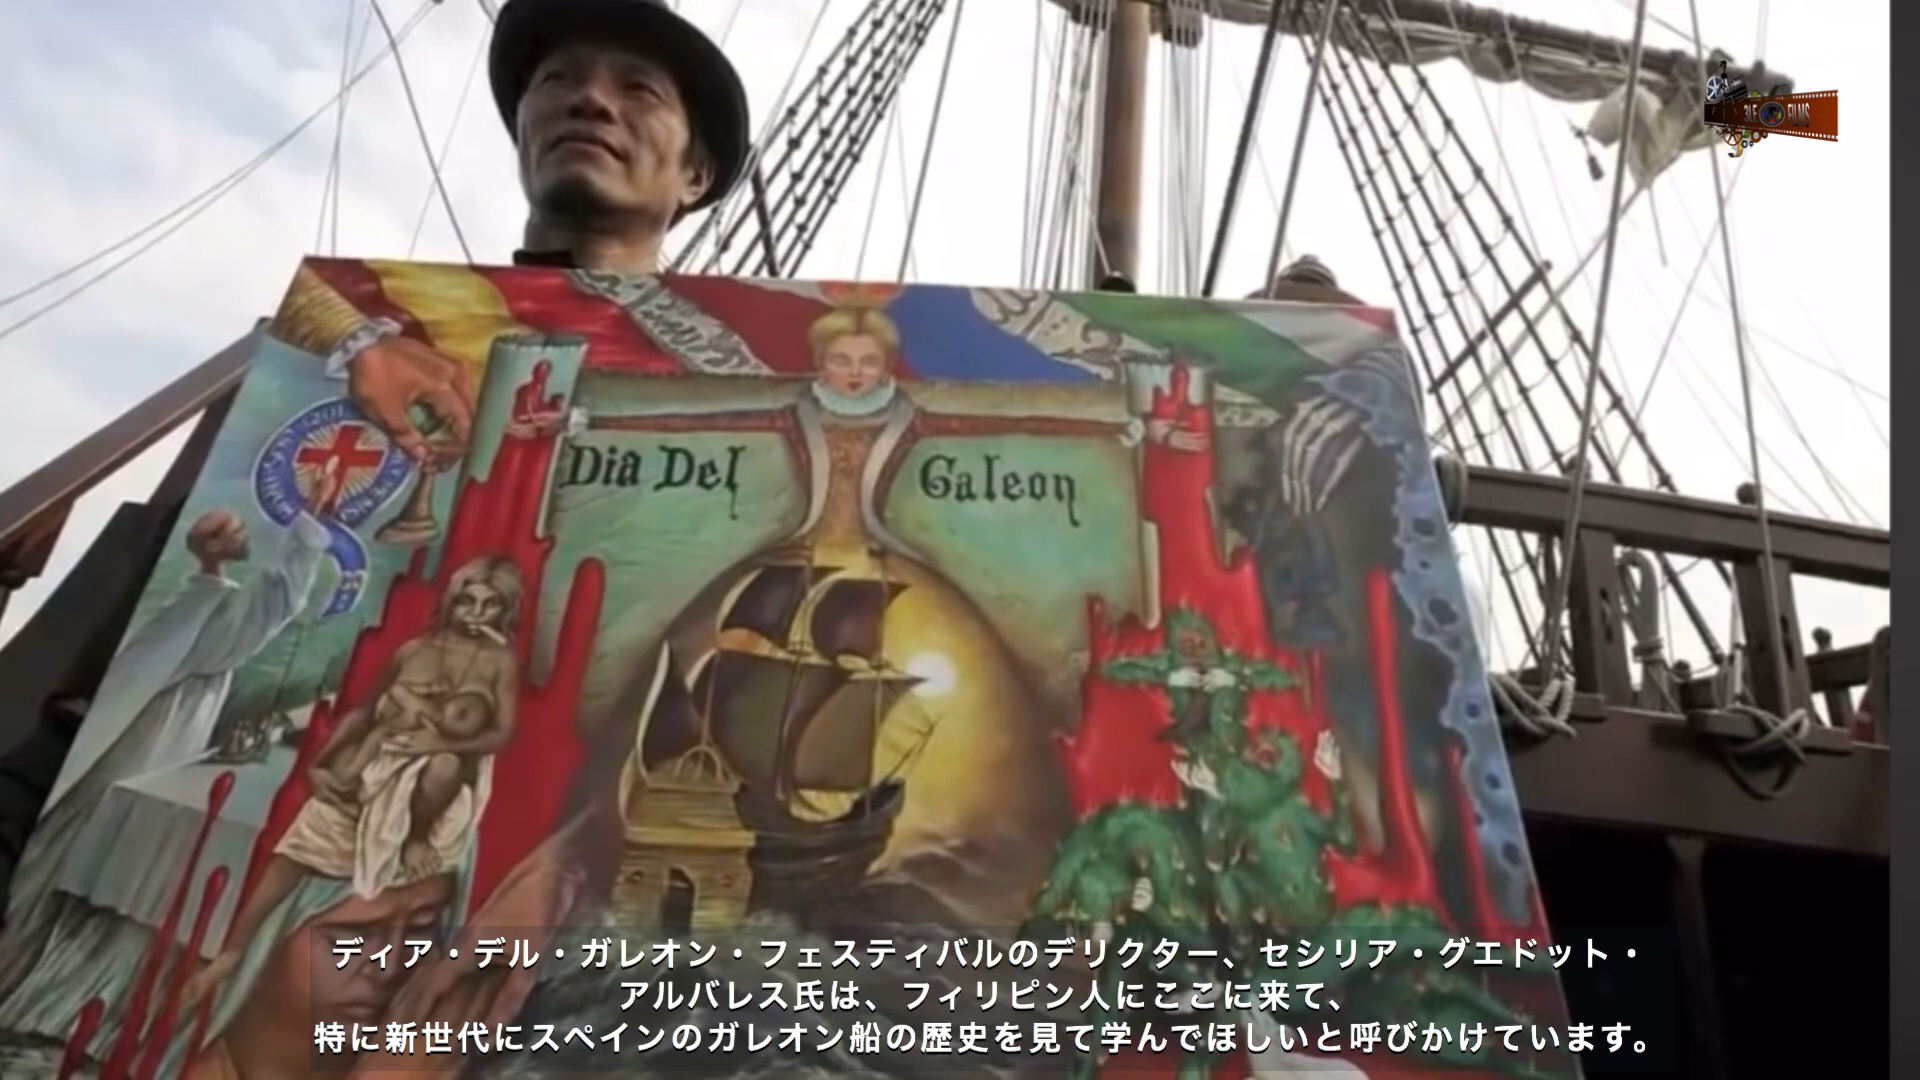 3LE FILMS
Dia Del Galeon
ディア・デル・ガレオン・フェスティバルのデリクター、セシリア・グエドット・
アルバレス氏は、フィリピン人にここに来て、
特に新世代にスペインのガレオン船の歴史を見て学んでほしいと呼びかけています。